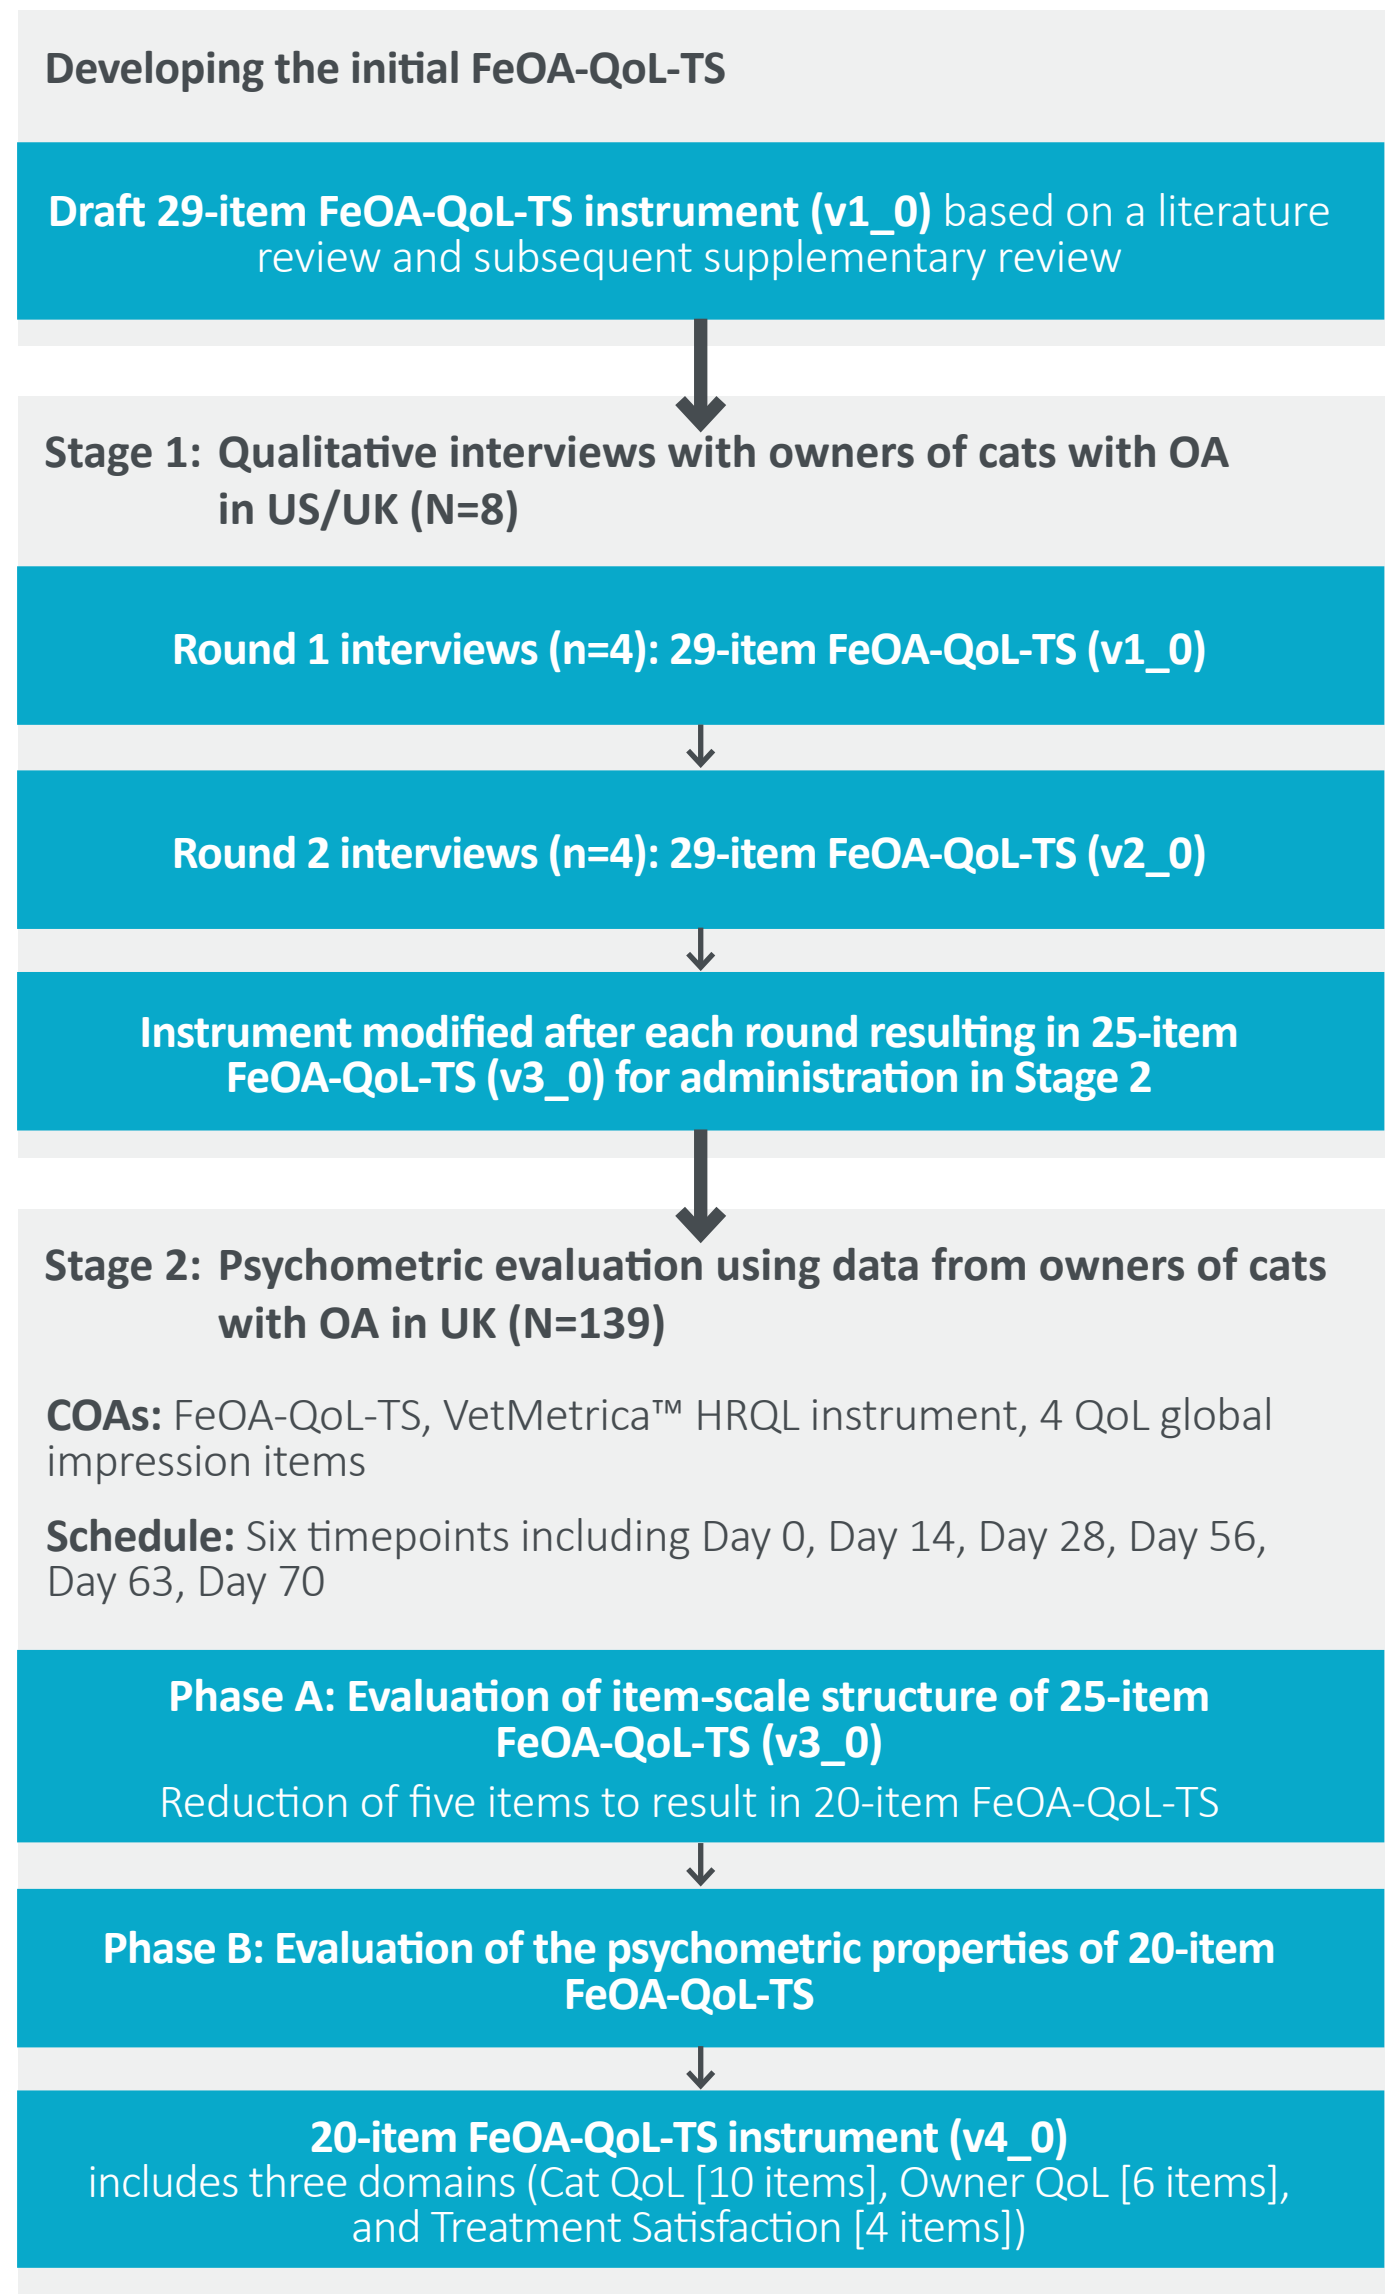 Developing the initial FeOA-QoL-TS
Draft 29-item FeOA-QoL-TS instrument (v1_0) based on a literature
review and subsequent supplementary review
Stage 1: Qualitative interviews with owners of cats with OA
in US/UK (N=8)
Round 1 interviews (n=4): 29-item FeOA-QoL-TS (v1_0)
Round 2 interviews (n=4): 29-item FeOA-QoL-TS (v2_0)
Instrument modified after each round resulting in 25-item
FeOA-QoL-TS (v3_0) for administration in Stage 2
Stage 2: Psychometric evaluation using data from owners of cats
with OA in UK (N=139)
COAs: FeOA-QoL-TS, VetMetrica™ HRQL instrument, 4 QoL global
impression items
Schedule: Six timepoints including Day 0, Day 14, Day 28, Day 56,
Day 63, Day 70
Phase A: Evaluation of item-scale structure of 25-item
FeOA-QoL-TS (v3_0)
Reduction of five items to result in 20-item FeOA-QoL-TS
Phase B: Evaluation of the psychometric properties of 20-item
FeOA-QoL-TS
20-item FeOA-QoL-TS instrument (v4_0)
includes three domains (Cat QoL [10 items], Owner QoL [6 items],
and Treatment Satisfaction [4 items])